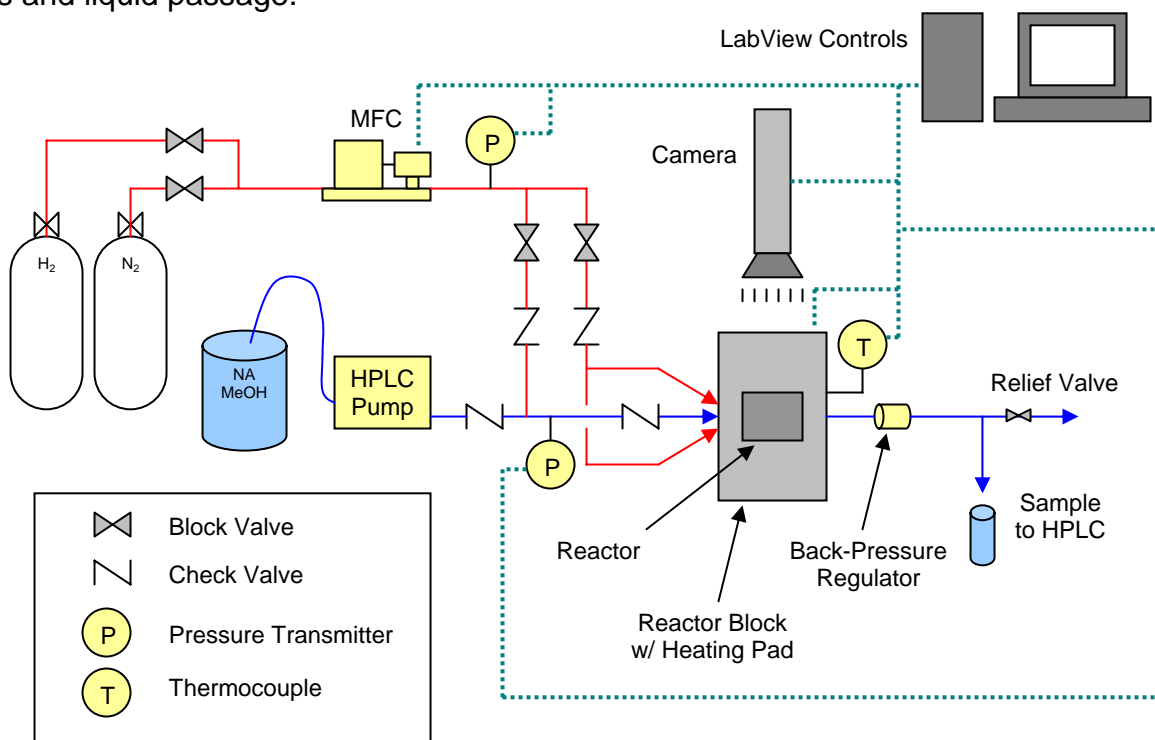 s and liquid passage.
LabView Controls
MFC
P
Camera
H₂
N₂
NA
MeOH
HPLC
Pump
T
Relief Valve
P
Sample
to HPLC
Reactor
Back-Pressure
Regulator
Reactor Block
w/ Heating Pad
Block Valve
Check Valve
P
Pressure Transmitter
T
Thermocouple